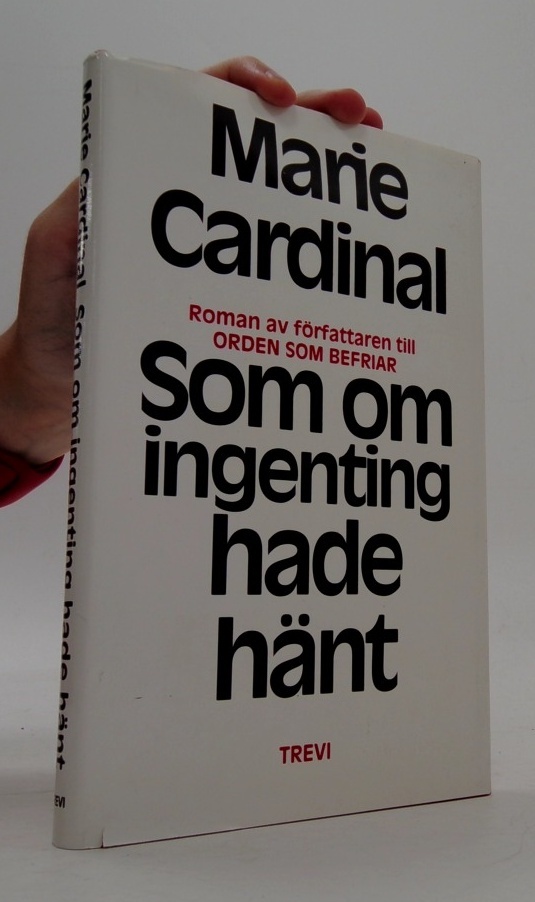 Marie
Cardinal
Roman av författaren till
ORDEN SOM BEFRIAR
Som om
ingenting
hade
hänt
TREVI
Marie Cardinal Som om ingenting hade hänt